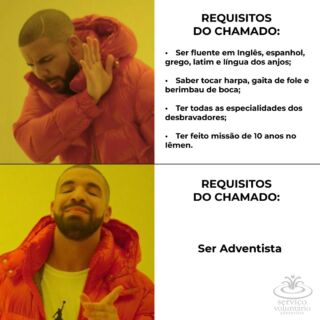 REQUISITOS
DO CHAMADO:
• Ser fluente em Inglês, espanhol,
grego, latim e língua dos anjos;
• Saber tocar harpa, gaita de fole e
berimbau de boca;
• Ter todas as especialidades dos
desbravadores;
• Ter feito missão de 10 anos no
Iêmen.
REQUISITOS
DO CHAMADO:
Ser Adventista
serviço
voluntário
adventista